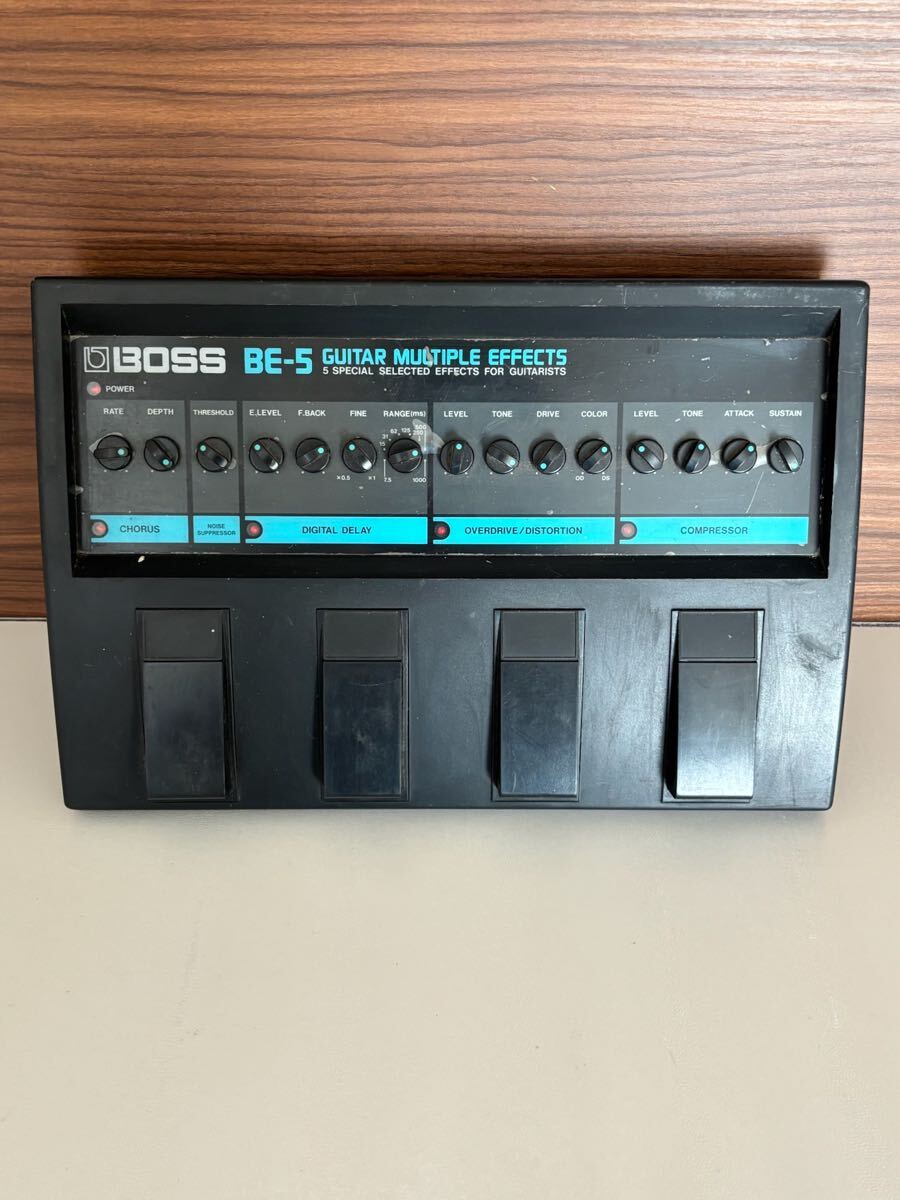 BOSS BE-5 GUITAR MULTIPLE EFFECTS
5 SPECIAL SELECTED EFFECTS FOR GUITARISTS
POWER
RATE DEPTH THRESHOLD E.LEVEL F.BACK FINE RANGE(ms) LEVEL TONE DRIVE COLOR LEVEL TONE ATTACK SUSTAIN
500
62 125 250
31
15
×0.5 ×1 7.5 1000 OD DS
CHORUS NOISE SUPPRESSOR DIGITAL DELAY OVERDRIVE/DISTORTION COMPRESSOR